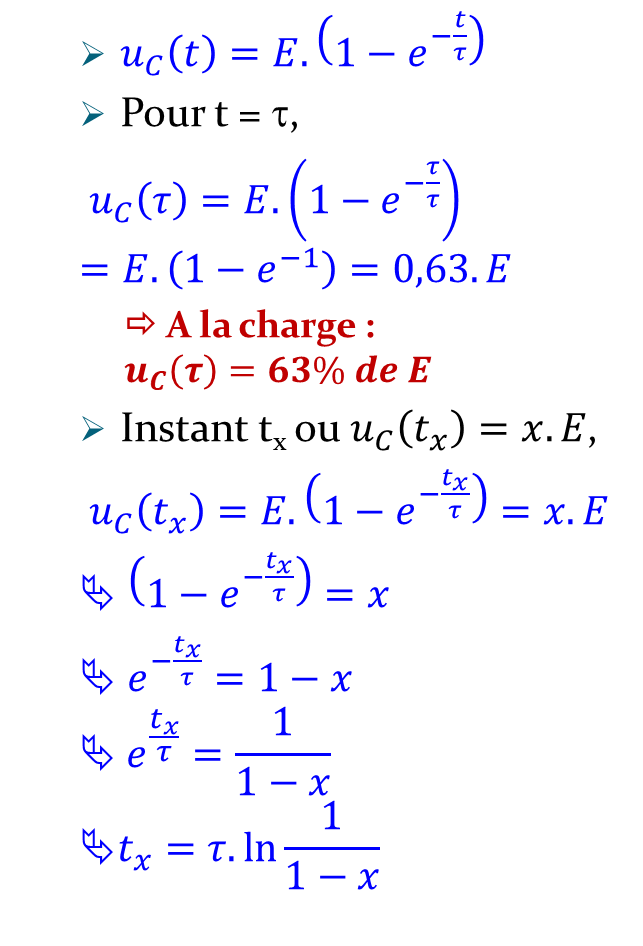 ➢ u_C(t) = E.(1 − e^{−t/τ})
➢ Pour t = τ,
u_C(τ) = E.(1 − e^{−τ/τ})
= E.(1 − e^{−1}) = 0,63.E
⇨ A la charge :
u_C(τ) = 63% de E
➢ Instant t_x ou u_C(t_x) = x.E,
u_C(t_x) = E.(1 − e^{−t_x/τ}) = x.E
↳ (1 − e^{−t_x/τ}) = x
↳ e^{−t_x/τ} = 1 − x
↳ e^{t_x/τ} = 1/(1 − x)
↳ t_x = τ.ln 1/(1 − x)